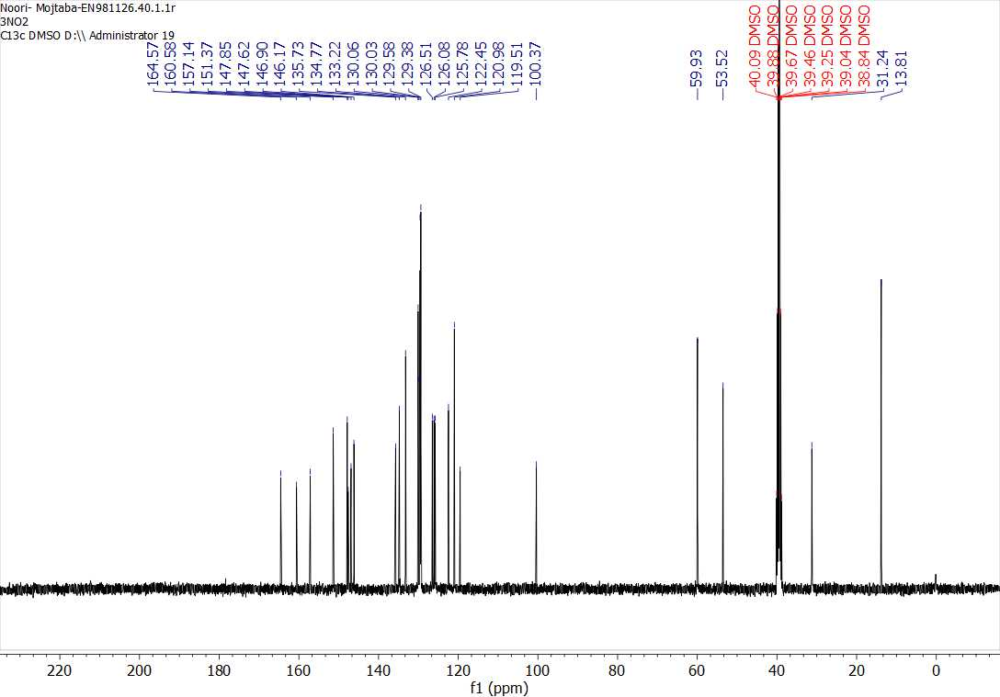 Noori- Mojtaba-EN981126.40.1.1r
3NO2
C13c DMSO D:\\ Administrator 19
164.57
160.58
157.14
151.37
147.85
147.62
146.90
146.17
135.73
134.77
133.22
130.06
130.03
129.58
129.38
126.51
126.08
125.78
122.45
120.98
119.51
100.37
59.93
53.52
40.09 DMSO
39.88 DMSO
39.67 DMSO
39.46 DMSO
39.25 DMSO
39.04 DMSO
38.84 DMSO
31.24
13.81
220 200 180 160 140 120 100 80 60 40 20 0
f1 (ppm)